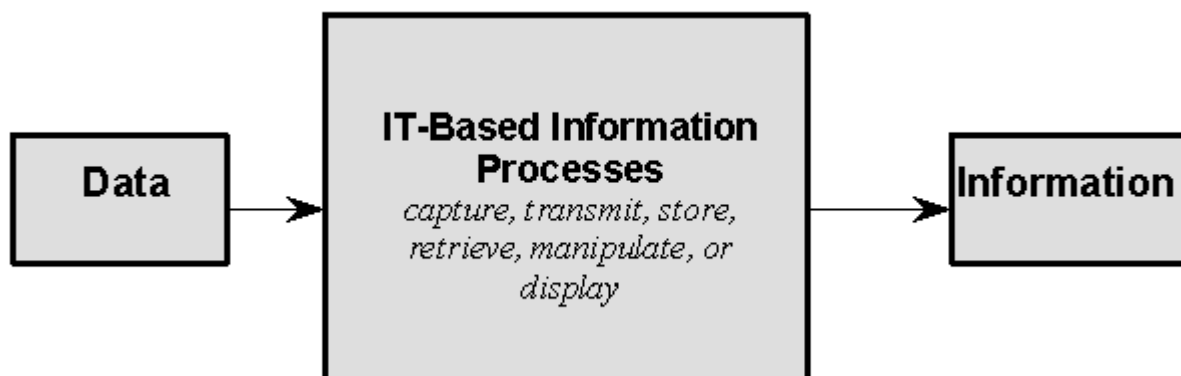 Data
IT-Based Information
Processes
capture, transmit, store,
retrieve, manipulate, or
display
Information